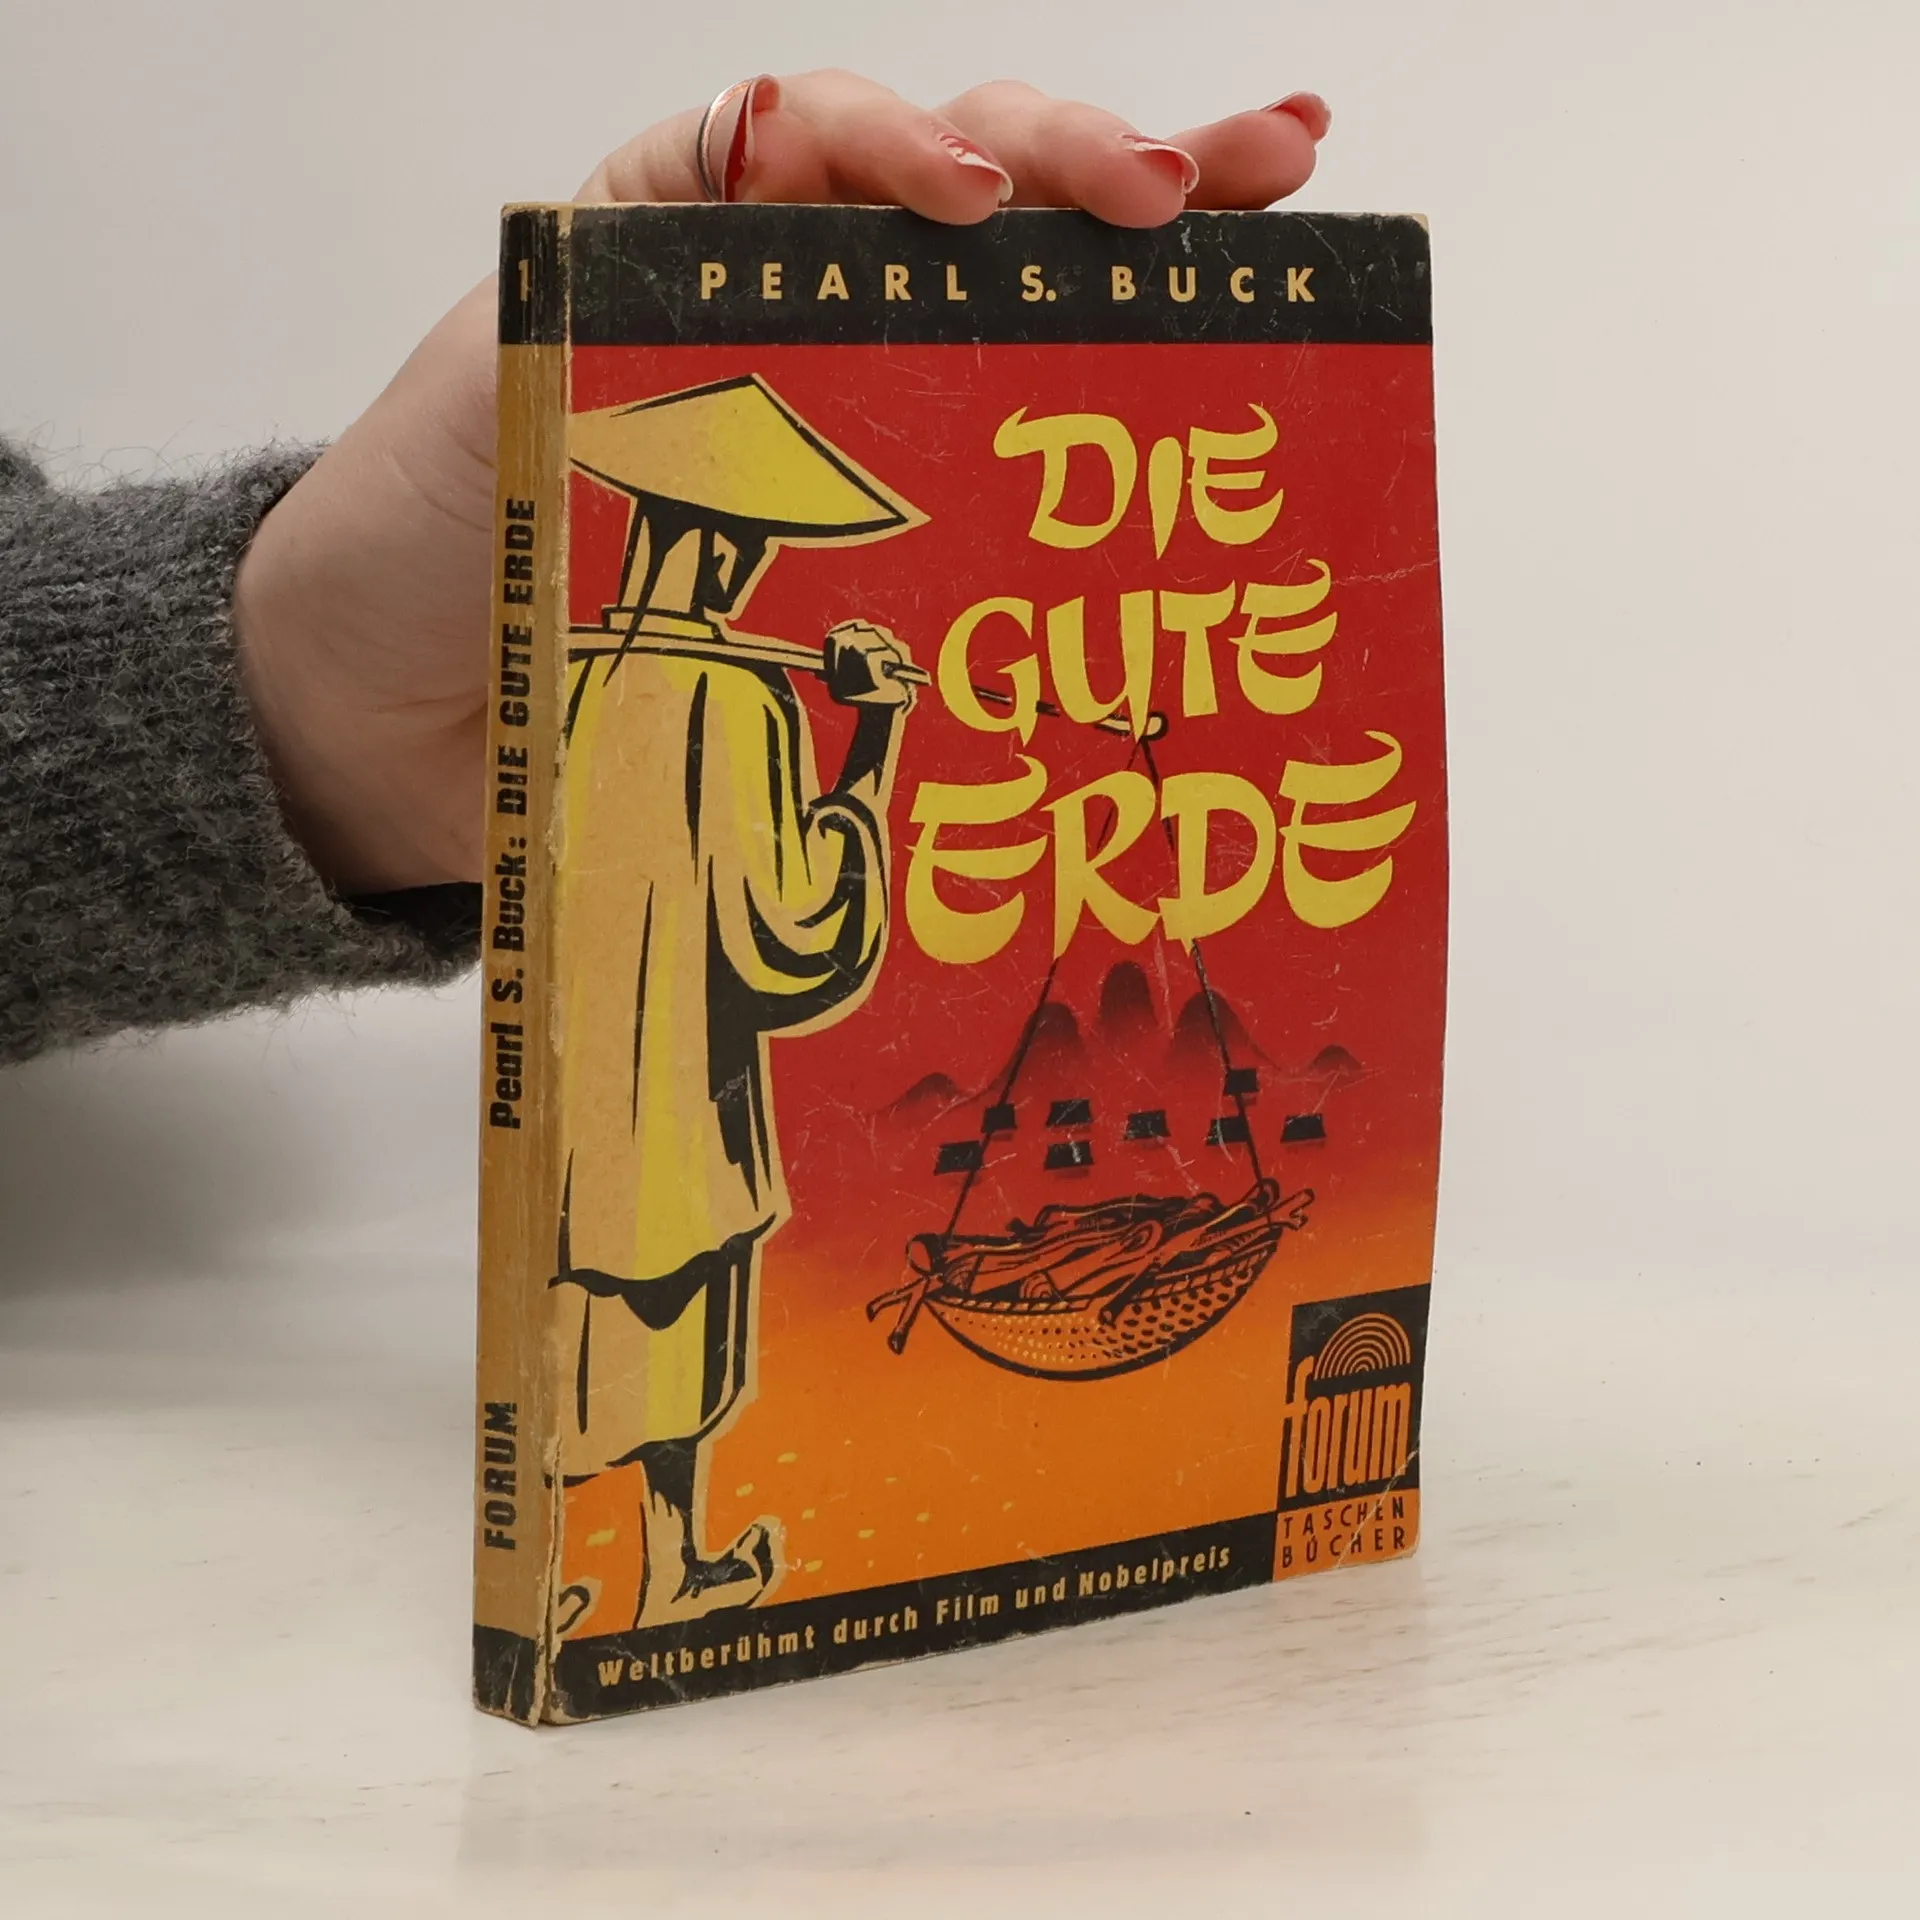 PEARL S. BUCK
DIE
GUTE
ERDE
forum
TASCHEN
BÜCHER
Weltberühmt durch Film und Nobelpreis
1
Pearl S. Buck: DIE GUTE ERDE
FORUM